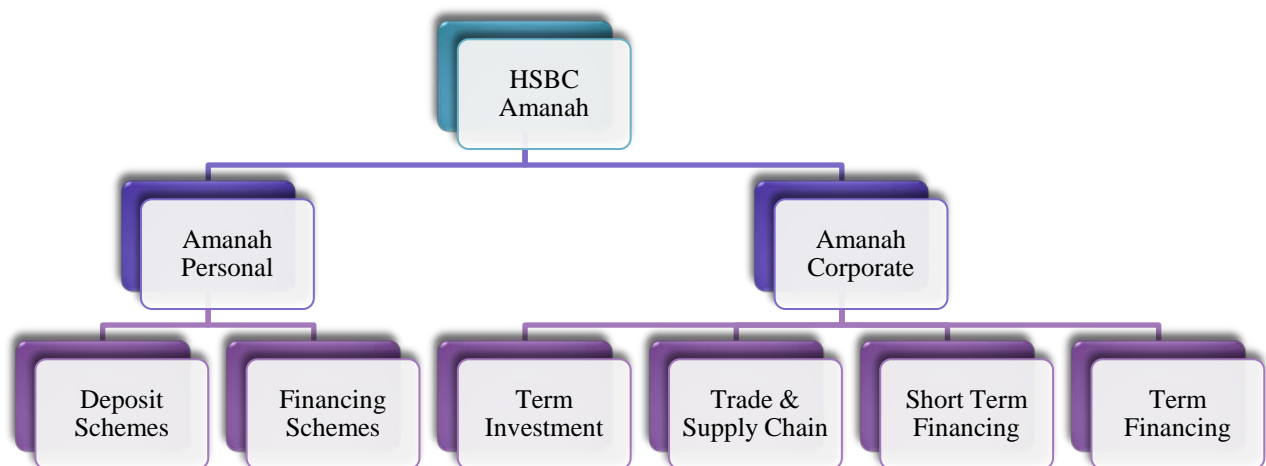 HSBC
Amanah
Amanah
Personal
Amanah
Corporate
Deposit
Schemes
Financing
Schemes
Term
Investment
Trade &
Supply Chain
Short Term
Financing
Term
Financing